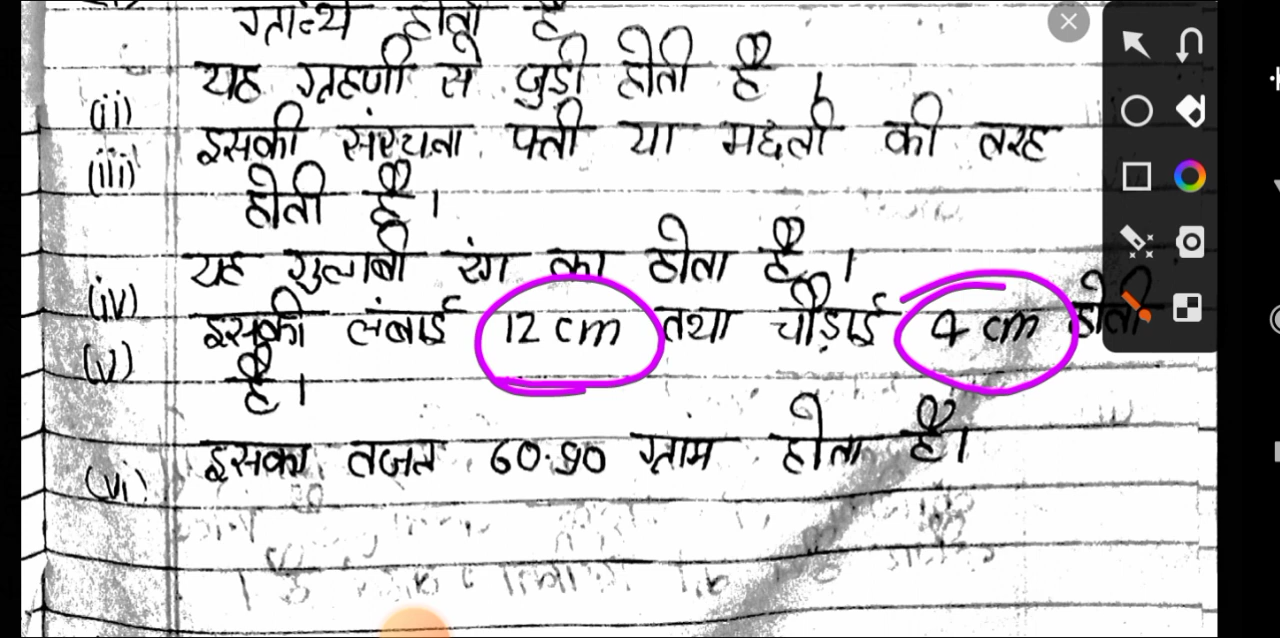 ग्रन्थि होती है
(ii) यह ग्रहणी से जुडी होती है ।
(iii) इसकी संरचना पत्ती या मछली की तरह
होती है ।
(iv) यह गुलाबी रंग का होता है ।
(v) इसकी लंबाई 12 cm तथा चौड़ाई 4 cm होती
है ।
(vi) इसका वजन 60-90 ग्राम होता है ।